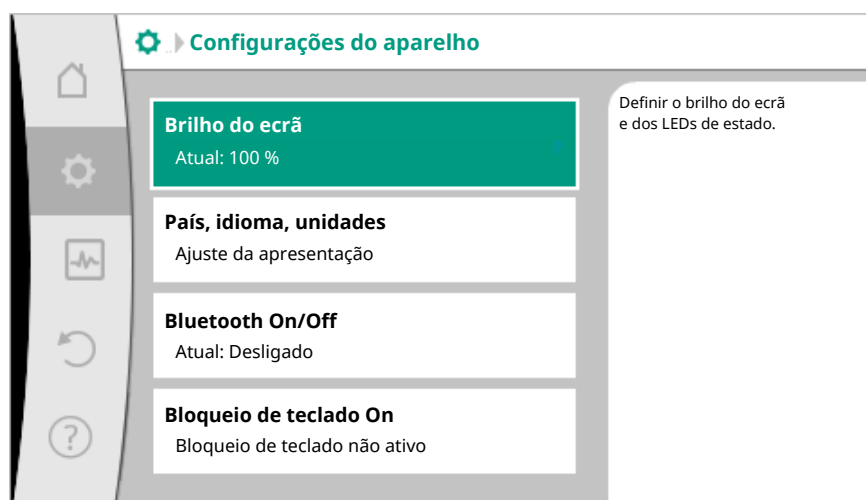 Configurações do aparelho
Brilho do ecrã
Atual: 100 %
País, idioma, unidades
Ajuste da apresentação
Bluetooth On/Off
Atual: Desligado
Bloqueio de teclado On
Bloqueio de teclado não ativo
Definir o brilho do ecrã
e dos LEDs de estado.